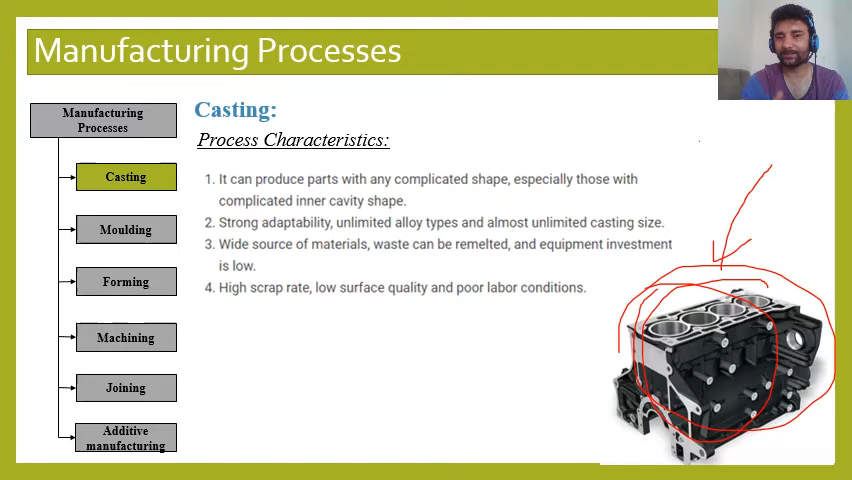 Manufacturing Processes
Manufacturing
Processes
Casting
Moulding
Forming
Machining
Joining
Additive
manufacturing
Casting:
Process Characteristics:
1. It can produce parts with any complicated shape, especially those with
complicated inner cavity shape.
2. Strong adaptability, unlimited alloy types and almost unlimited casting size.
3. Wide source of materials, waste can be remelted, and equipment investment
is low.
4. High scrap rate, low surface quality and poor labor conditions.